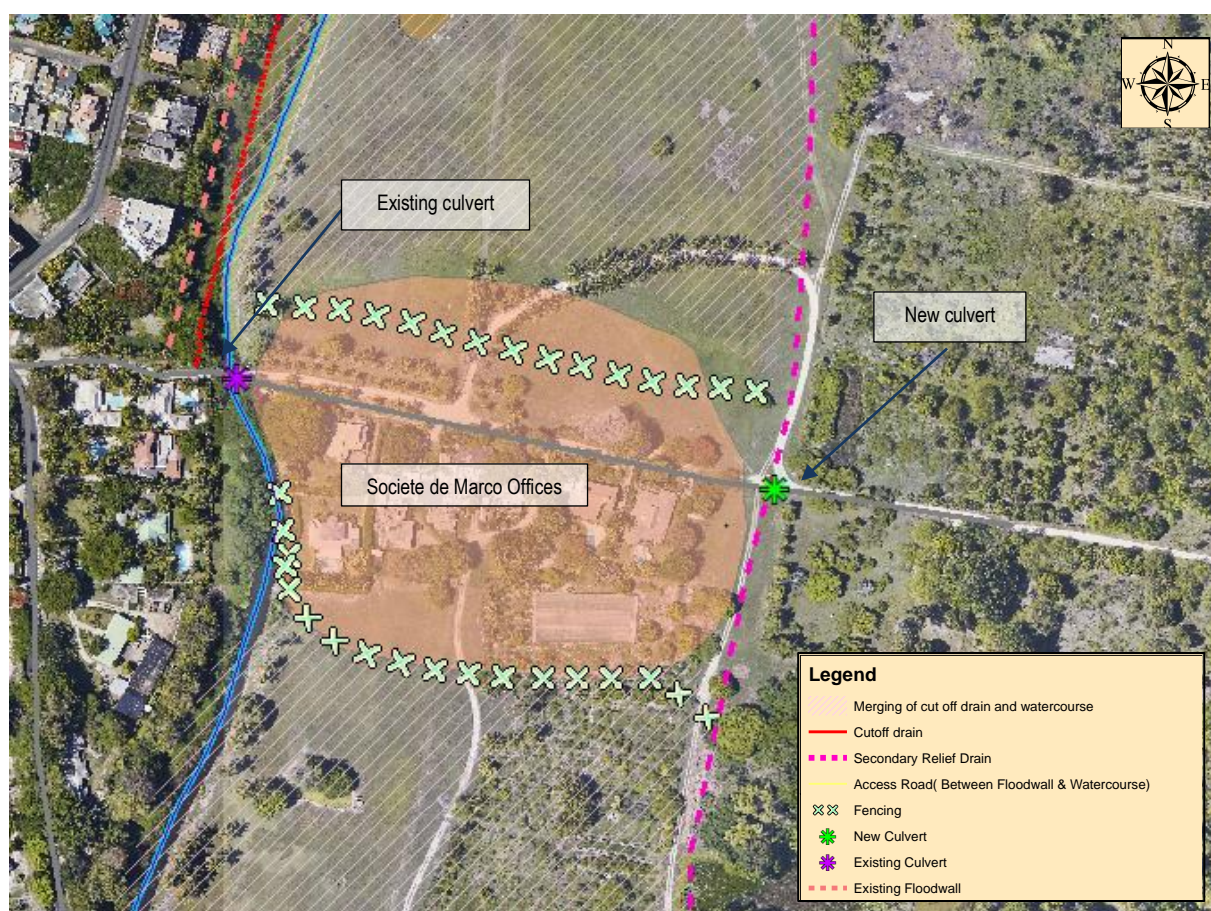 N
W E
S
Existing culvert
New culvert
Societe de Marco Offices
Legend
Merging of cut off drain and watercourse
Cutoff drain
Secondary Relief Drain
Access Road( Between Floodwall & Watercourse)
Fencing
New Culvert
Existing Culvert
Existing Floodwall